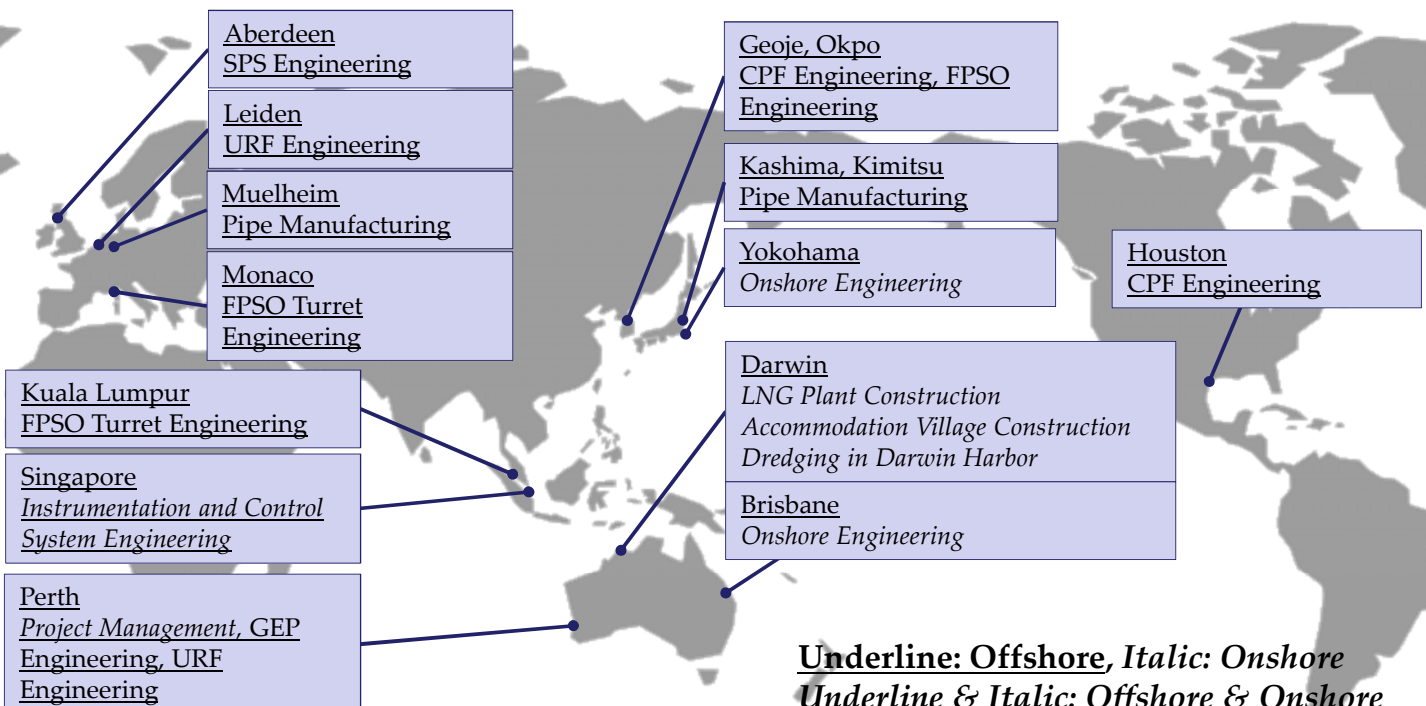 Aberdeen
SPS Engineering
Leiden
URF Engineering
Muelheim
Pipe Manufacturing
Monaco
FPSO Turret
Engineering
Kuala Lumpur
FPSO Turret Engineering
Singapore
Instrumentation and Control
System Engineering
Perth
Project Management, GEP
Engineering, URF
Engineering
Geoje, Okpo
CPF Engineering, FPSO
Engineering
Kashima, Kimitsu
Pipe Manufacturing
Yokohama
Onshore Engineering
Houston
CPF Engineering
Darwin
LNG Plant Construction
Accommodation Village Construction
Dredging in Darwin Harbor
Brisbane
Onshore Engineering
Underline: Offshore, Italic: Onshore
Underline & Italic: Offshore & Onshore